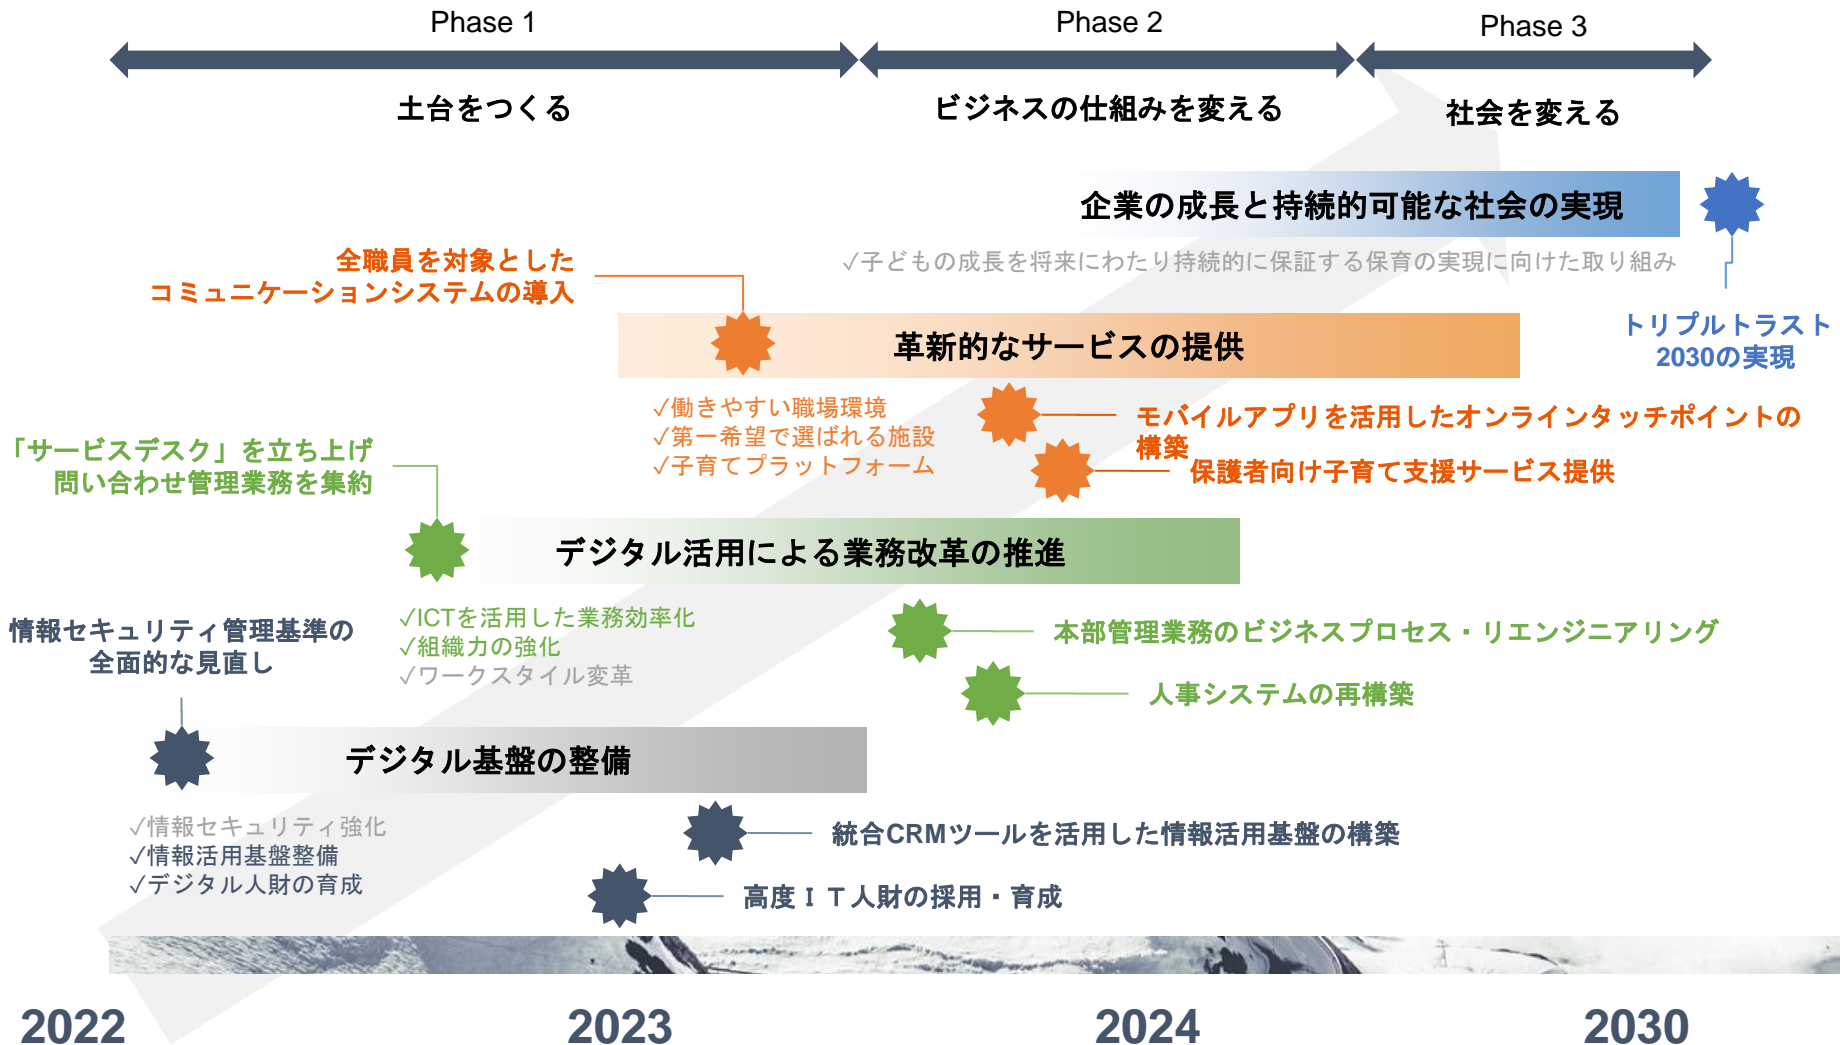 Phase 1
Phase 2
Phase 3
土台をつくる
ビジネスの仕組みを変える
社会を変える
企業の成長と持続的可能な社会の実現
✓子どもの成長を将来にわたり持続的に保証する保育の実現に向けた取り組み
トリプルトラスト
2030の実現
全職員を対象とした
コミュニケーションシステムの導入
革新的なサービスの提供
✓働きやすい職場環境
✓第一希望で選ばれる施設
✓子育てプラットフォーム
モバイルアプリを活用したオンラインタッチポイントの
構築
保護者向け子育て支援サービス提供
「サービスデスク」を立ち上げ
問い合わせ管理業務を集約
デジタル活用による業務改革の推進
✓ICTを活用した業務効率化
✓組織力の強化
✓ワークスタイル変革
本部管理業務のビジネスプロセス・リエンジニアリング
人事システムの再構築
情報セキュリティ管理基準の
全面的な見直し
デジタル基盤の整備
✓情報セキュリティ強化
✓情報活用基盤整備
✓デジタル人財の育成
統合CRMツールを活用した情報活用基盤の構築
高度ＩＴ人財の採用・育成
2022
2023
2024
2030